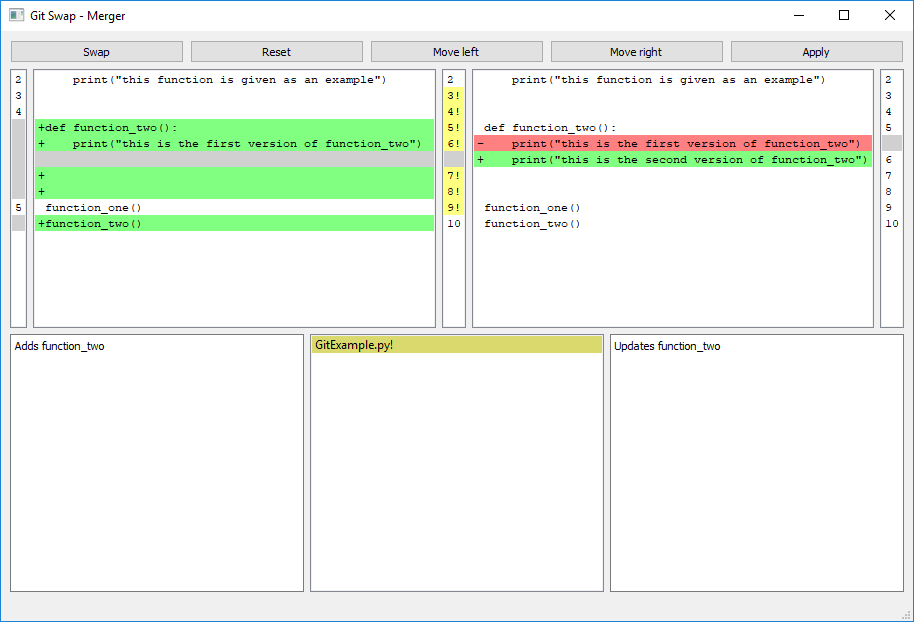 Git Swap - Merger
Swap Reset Move left Move right Apply
2     print("this function is given as an example") 2     print("this function is given as an example") 2
3 3! 3
4 4! 4
+def function_two(): 5! def function_two(): 5
+    print("this is the first version of function_two") 6! -    print("this is the first version of function_two")
+    print("this is the second version of function_two") 6
+ 7! 7
+ 8! 8
5 function_one() 9! function_one() 9
+function_two() 10 function_two() 10
Adds function_two GitExample.py! Updates function_two